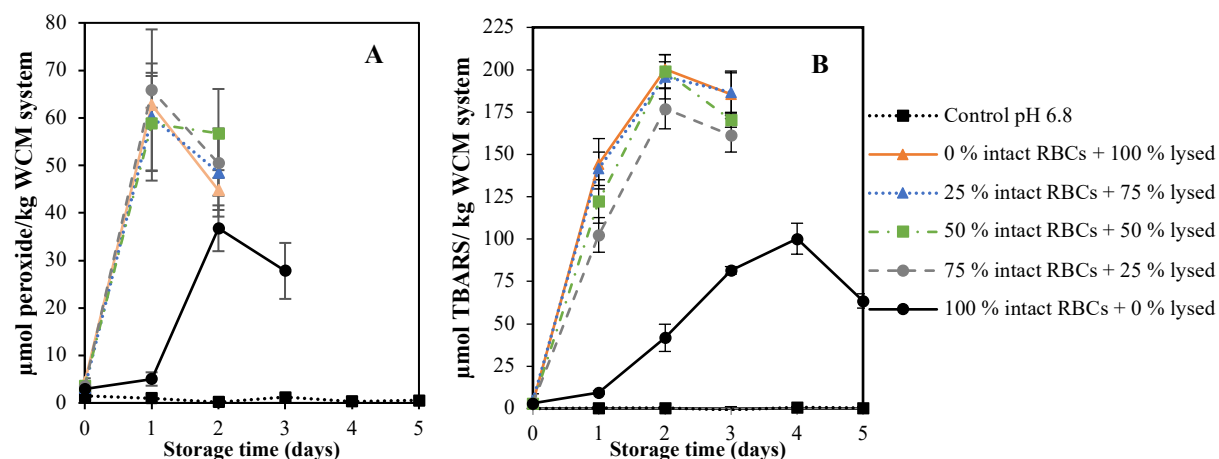 A
µmol peroxide/kg WCM system
80
70
60
50
40
30
20
10
0
0 1 2 3 4 5
Storage time (days)
B
µmol TBARS/ kg WCM system
225
200
175
150
125
100
75
50
25
0
0 1 2 3 4 5
Storage time (days)
Control pH 6.8
0 % intact RBCs + 100 % lysed
25 % intact RBCs + 75 % lysed
50 % intact RBCs + 50 % lysed
75 % intact RBCs + 25 % lysed
100 % intact RBCs + 0 % lysed